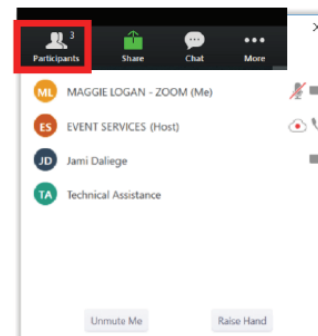 3
Participants Share Chat More
ML MAGGIE LOGAN - ZOOM (Me)
ES EVENT SERVICES (Host)
JD Jami Daliege
TA Technical Assistance
Unmute Me Raise Hand